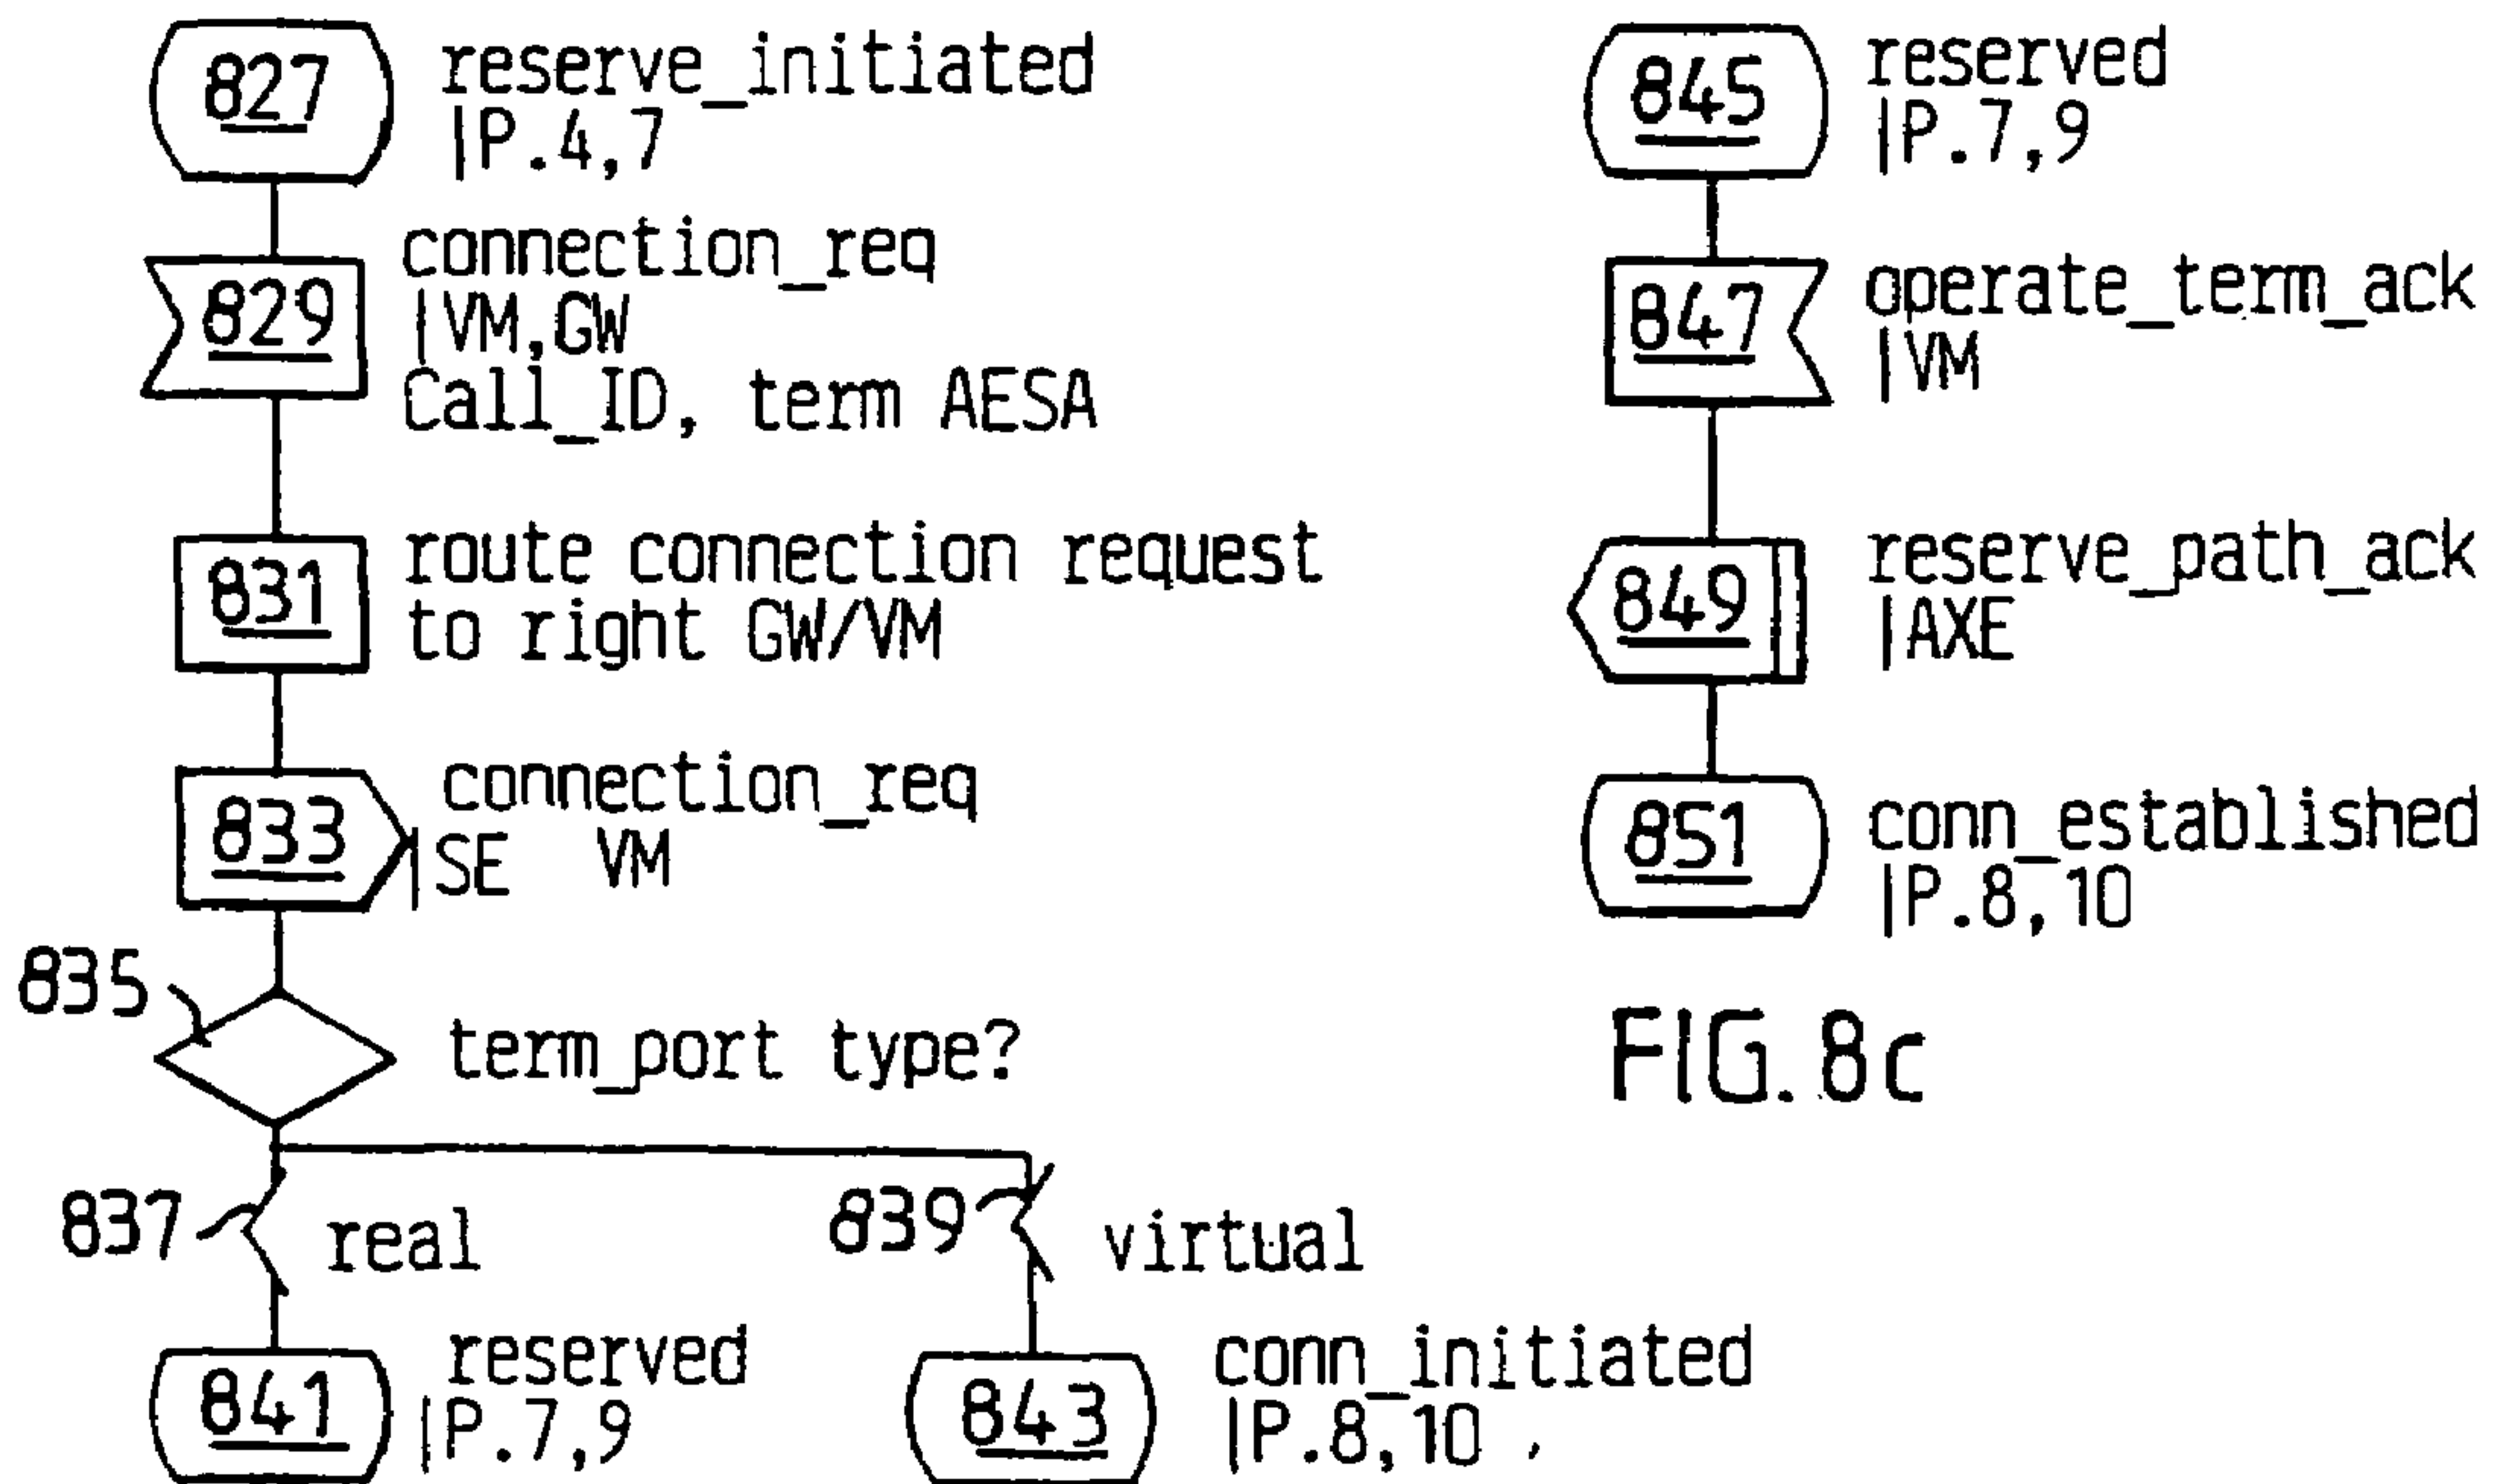 827
reserve_initiated
|P.4,7
829
connection_req
|VM,GW
Call_ID, term AESA
831
route connection request
to right GW/VM
833
connection_req
|SE VM
835
term_port type?
837
real
839
virtual
841
reserved
|P.7,9
843
conn_initiated
|P.8,10
845
reserved
|P.7,9
847
operate_term_ack
|VM
849
reserve_path_ack
|AXE
851
conn_established
|P.8,10
FIG.8c